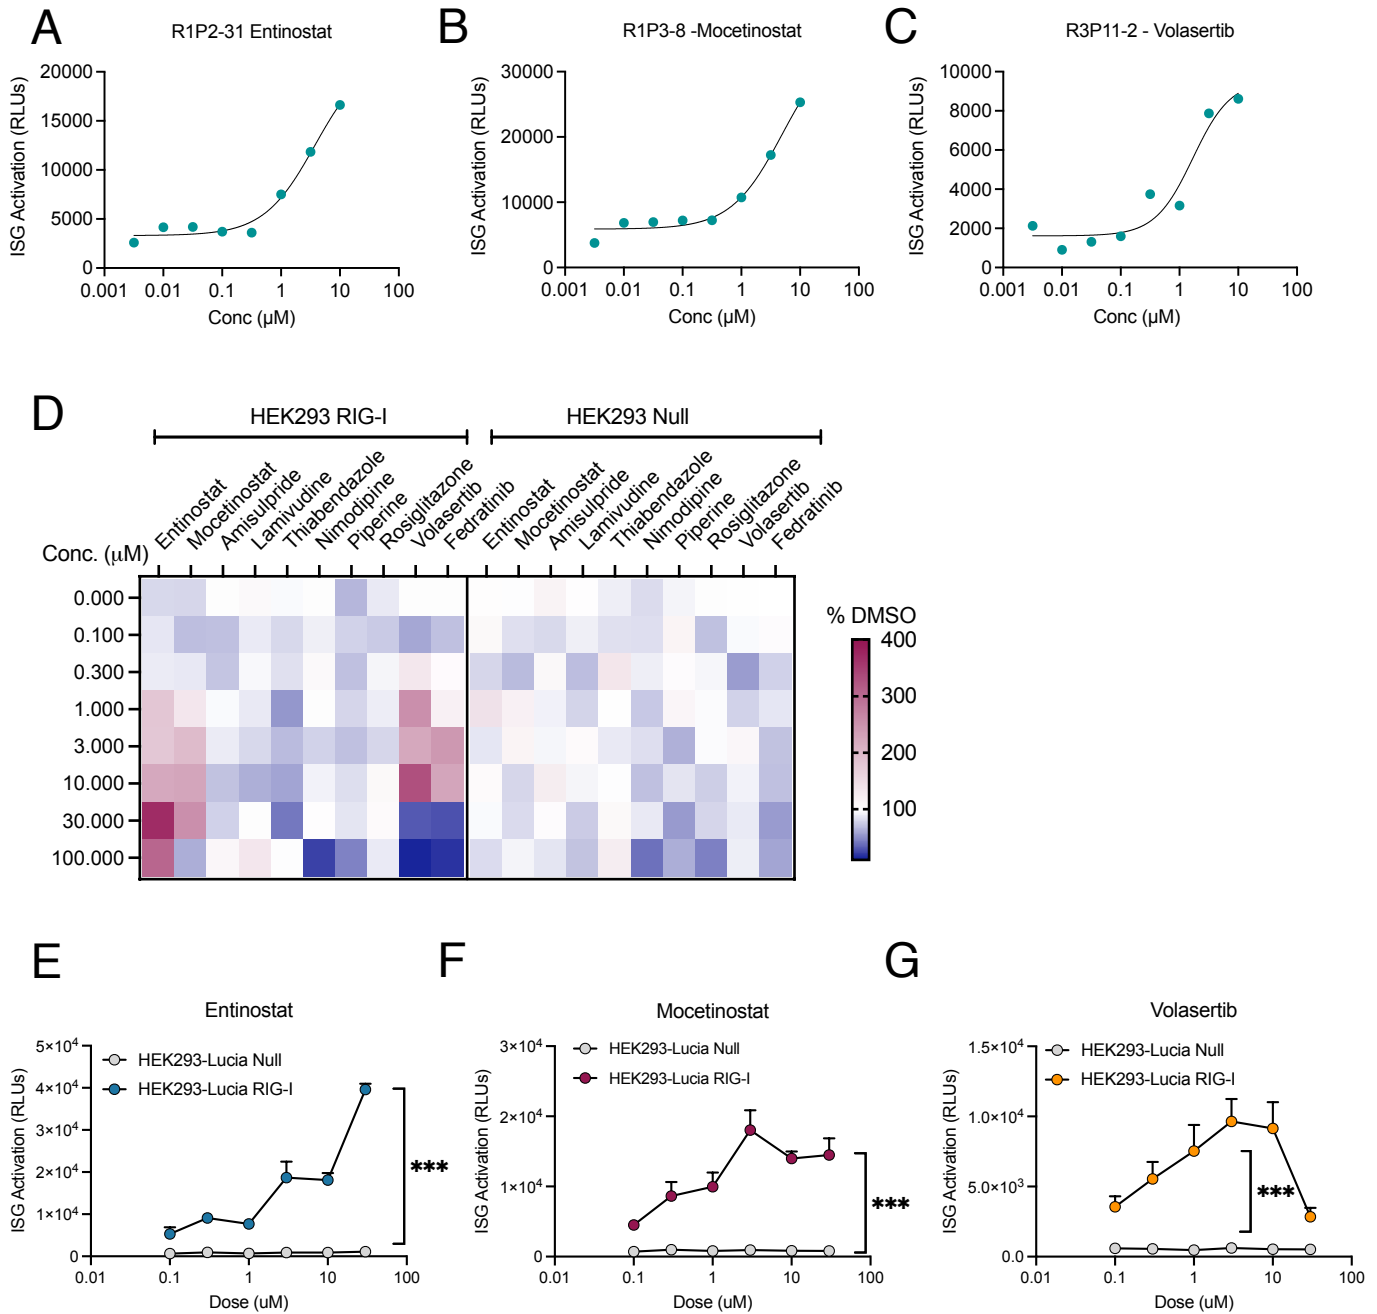 A
R1P2-31 Entinostat
ISG Activation (RLUs)
20000
15000
10000
5000
0
0.001 0.01 0.1 1 10 100
Conc (µM)
B
R1P3-8 -Mocetinostat
ISG Activation (RLUs)
30000
20000
10000
0
0.001 0.01 0.1 1 10 100
Conc (µM)
C
R3P11-2 - Volasertib
ISG Activation (RLUs)
10000
8000
6000
4000
2000
0
0.001 0.01 0.1 1 10 100
Conc (µM)
D
HEK293 RIG-I
HEK293 Null
Entinostat
Mocetinostat
Amisulpride
Lamivudine
Thiabendazole
Nimodipine
Piperine
Rosiglitazone
Volasertib
Fedratinib
Entinostat
Mocetinostat
Amisulpride
Lamivudine
Thiabendazole
Nimodipine
Piperine
Rosiglitazone
Volasertib
Fedratinib
Conc. (µM)
0.000
0.100
0.300
1.000
3.000
10.000
30.000
100.000
% DMSO
400
300
200
100
E
Entinostat
HEK293-Lucia Null
HEK293-Lucia RIG-I
ISG Activation (RLUs)
5×10⁴
4×10⁴
3×10⁴
2×10⁴
1×10⁴
0
0.01 0.1 1 10 100
Dose (uM)
***
F
Mocetinostat
HEK293-Lucia Null
HEK293-Lucia RIG-I
ISG Activation (RLUs)
3×10⁴
2×10⁴
1×10⁴
0
0.01 0.1 1 10 100
Dose (uM)
***
G
Volasertib
HEK293-Lucia Null
HEK293-Lucia RIG-I
ISG Activation (RLUs)
1.5×10⁴
1.0×10⁴
5.0×10³
0.0
0.01 0.1 1 10 100
Dose (uM)
***